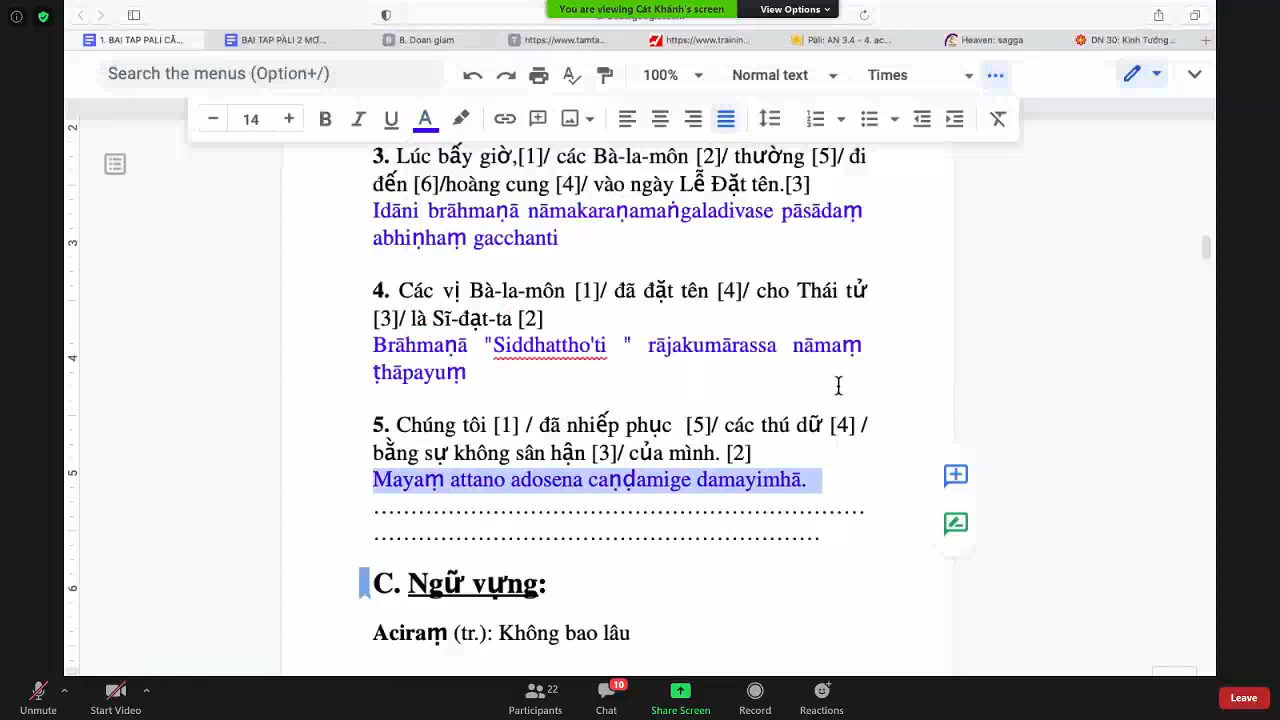 You are viewing Cát Khánh's screen
View Options
1. BAI TAP PALI CĂ...
BAI TAP PÀLI 2 MƠ...
8. Doan giam
https://www.tamta...
https://www.trainin...
Pāli: AN 3.4 – 4. ac...
Heaven: sagga
DN 30: Kinh Tướng...
Search the menus (Option+/)
100%
Normal text
Times
14
3. Lúc bấy giờ,[1]/ các Bà-la-môn [2]/ thường [5]/ đi
đến [6]/hoàng cung [4]/ vào ngày Lễ Đặt tên.[3]
Idāni brāhmaṇā nāmakaraṇamaṅgaladivase pāsādaṃ
abhiṇhaṃ gacchanti
4. Các vị Bà-la-môn [1]/ đã đặt tên [4]/ cho Thái tử
[3]/ là Sĩ-đạt-ta [2]
Brāhmaṇā "Siddhattho'ti " rājakumārassa nāmaṃ
ṭhāpayuṃ
5. Chúng tôi [1] / đã nhiếp phục [5]/ các thú dữ [4] /
bằng sự không sân hận [3]/ của mình. [2]
Mayaṃ attano adosena caṇḍamige damayimhā.
C. Ngữ vựng:
Aciraṃ (tr.): Không bao lâu
2
3
4
5
6
Unmute
Start Video
Participants
22
Chat
10
Share Screen
Record
Reactions
Leave